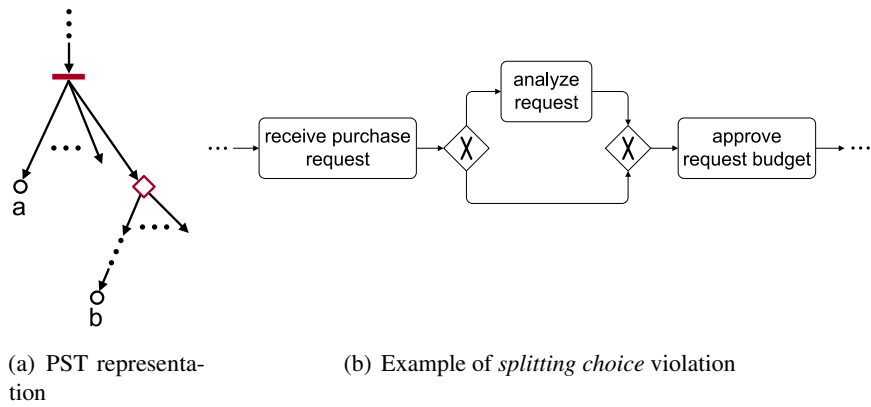 a
b
receive purchase
request
X
analyze
request
X
approve
request budget
(a) PST representa-
tion
(b) Example of splitting choice violation